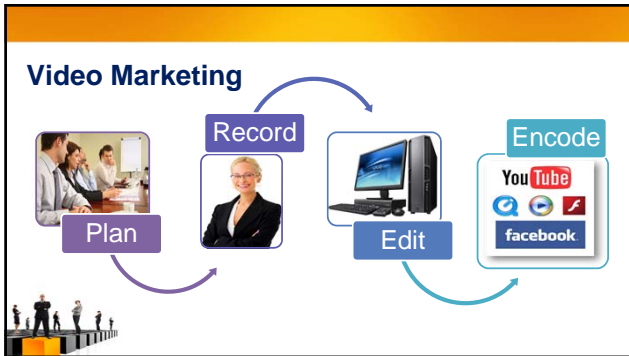 Video Marketing
Plan
Record
Edit
Encode
YouTube
facebook